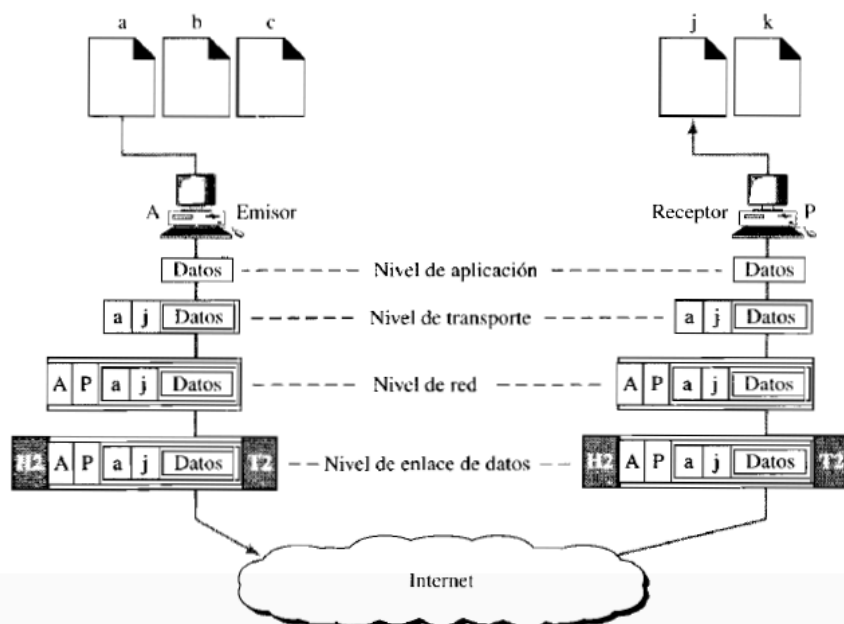 a b c j k
A Emisor Receptor P
Datos Nivel de aplicación Datos
a j Datos Nivel de transporte a j Datos
A P a j Datos Nivel de red A P a j Datos
H2 A P a j Datos T2 Nivel de enlace de datos H2 A P a j Datos T2
Internet